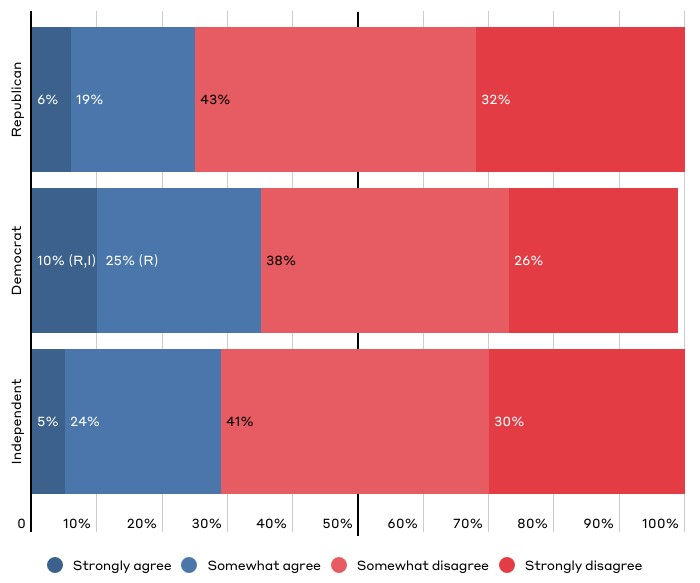 Republican
6% 19% 43% 32%
Democrat
10% (R,I) 25% (R) 38% 26%
Independent
5% 24% 41% 30%
0 10% 20% 30% 40% 50% 60% 70% 80% 90% 100%
Strongly agree Somewhat agree Somewhat disagree Strongly disagree